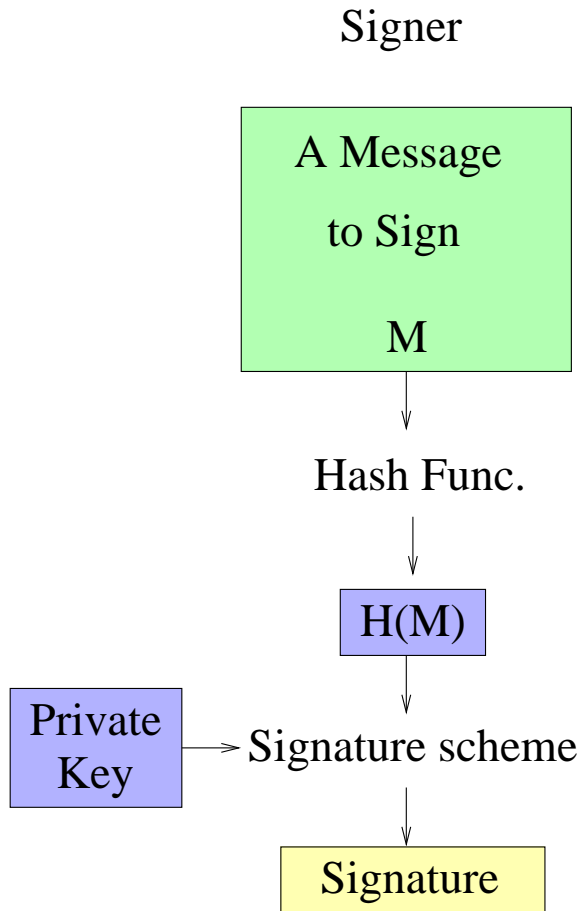 Signer
A Message
to Sign
M
Hash Func.
H(M)
Private
Key
Signature scheme
Signature